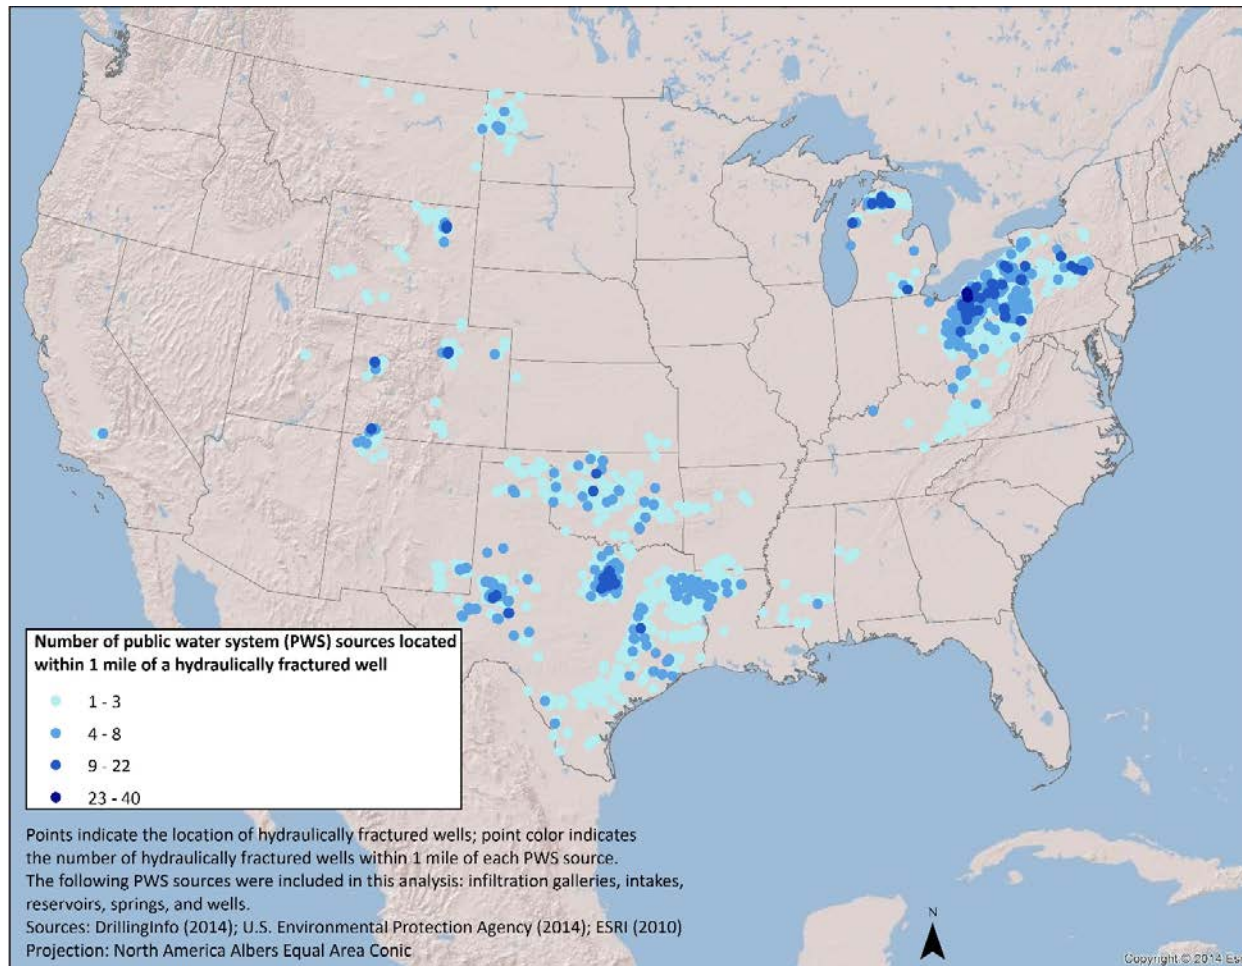 Number of public water system (PWS) sources located
within 1 mile of a hydraulically fractured well
1 - 3
4 - 8
9 - 22
23 - 40
Points indicate the location of hydraulically fractured wells; point color indicates
the number of hydraulically fractured wells within 1 mile of each PWS source.
The following PWS sources were included in this analysis: infiltration galleries, intakes,
reservoirs, springs, and wells.
Sources: DrillingInfo (2014); U.S. Environmental Protection Agency (2014); ESRI (2010)
Projection: North America Albers Equal Area Conic
N
Copyright © 2014 Esr